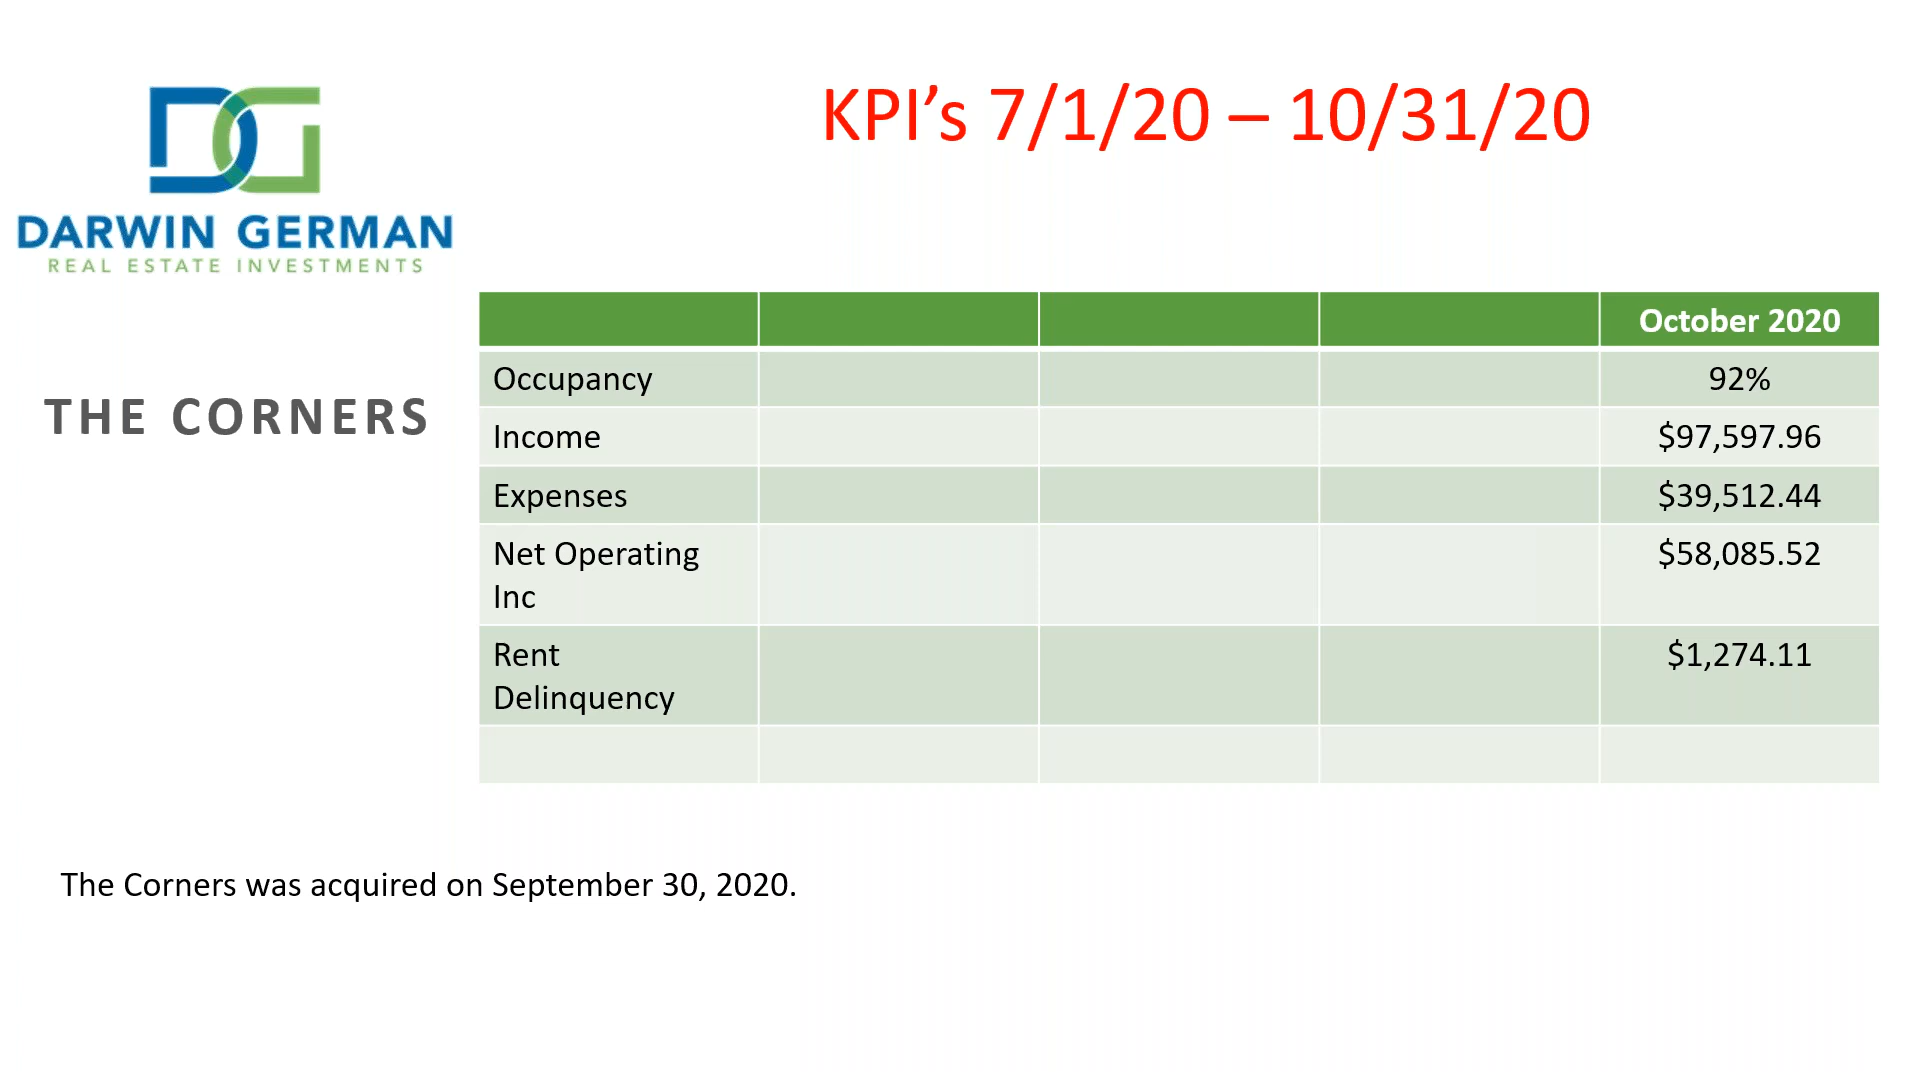 DG
DARWIN GERMAN
REAL ESTATE INVESTMENTS
KPI’s 7/1/20 – 10/31/20
THE CORNERS
October 2020
Occupancy 92%
Income $97,597.96
Expenses $39,512.44
Net Operating $58,085.52
Inc
Rent $1,274.11
Delinquency
The Corners was acquired on September 30, 2020.